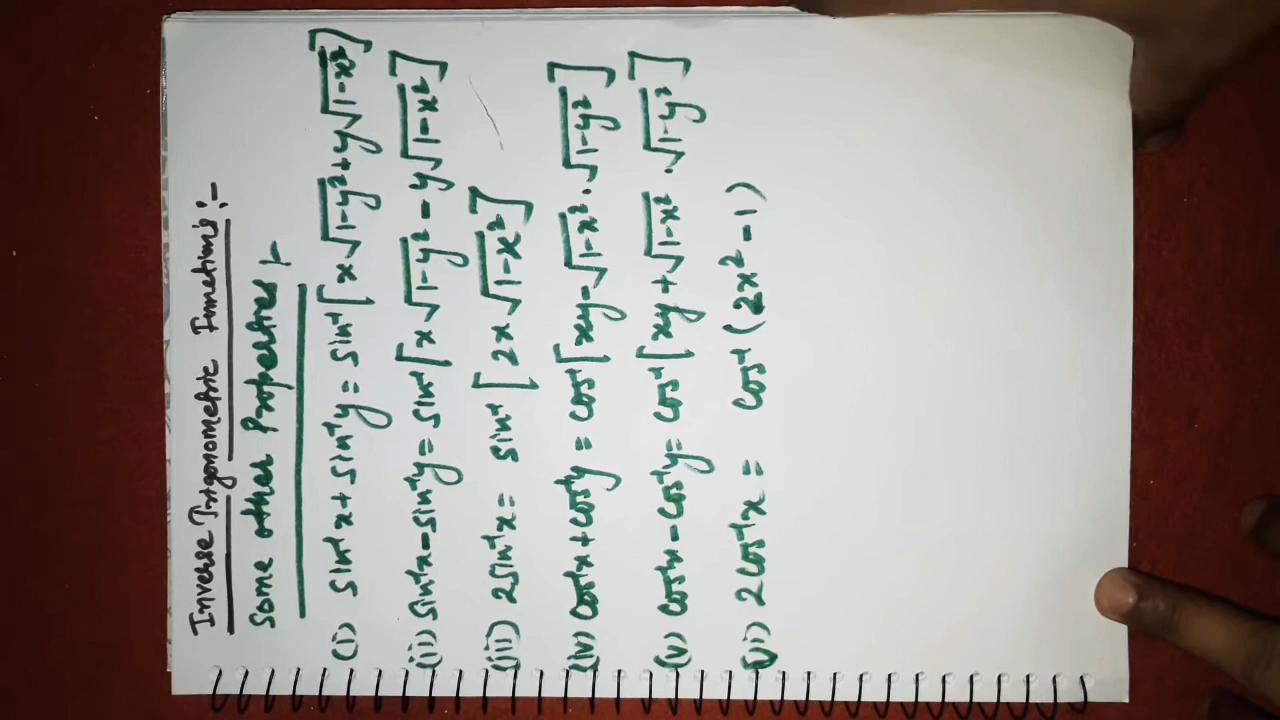 Inverse Trigonometric Functions:-
Some other Properties:-
(i) sin⁻¹x + sin⁻¹y = sin⁻¹[x√1-y² + y√1-x²]
(ii) sin⁻¹x - sin⁻¹y = sin⁻¹[x√1-y² - y√1-x²]
(iii) 2sin⁻¹x = sin⁻¹[2x√1-x²]
(iv) cos⁻¹x + cos⁻¹y = cos⁻¹[xy - √1-x² . √1-y²]
(v) cos⁻¹x - cos⁻¹y = cos⁻¹[xy + √1-x² . √1-y²]
(vi) 2cos⁻¹x = cos⁻¹(2x²-1)